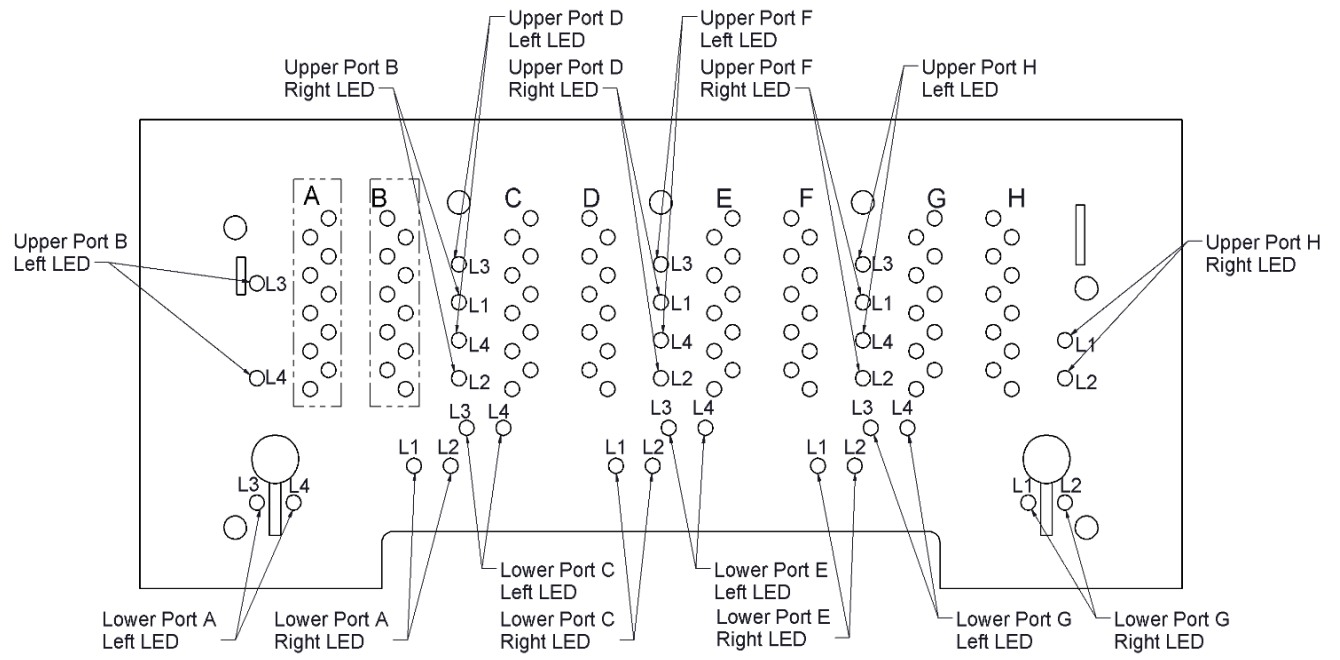 Upper Port D
Left LED
Upper Port F
Left LED
Upper Port B
Right LED
Upper Port D
Right LED
Upper Port F
Right LED
Upper Port H
Left LED
A
B
C
D
E
F
G
H
Upper Port B
Left LED
Upper Port H
Right LED
L3
L3
L3
L3
L1
L1
L1
L4
L4
L4
L1
L4
L2
L2
L2
L2
L3
L4
L3
L4
L3
L4
L1
L2
L1
L2
L1
L2
L3
L4
L1
L2
Lower Port C
Left LED
Lower Port E
Left LED
Lower Port A
Left LED
Lower Port A
Right LED
Lower Port C
Right LED
Lower Port E
Right LED
Lower Port G
Left LED
Lower Port G
Right LED